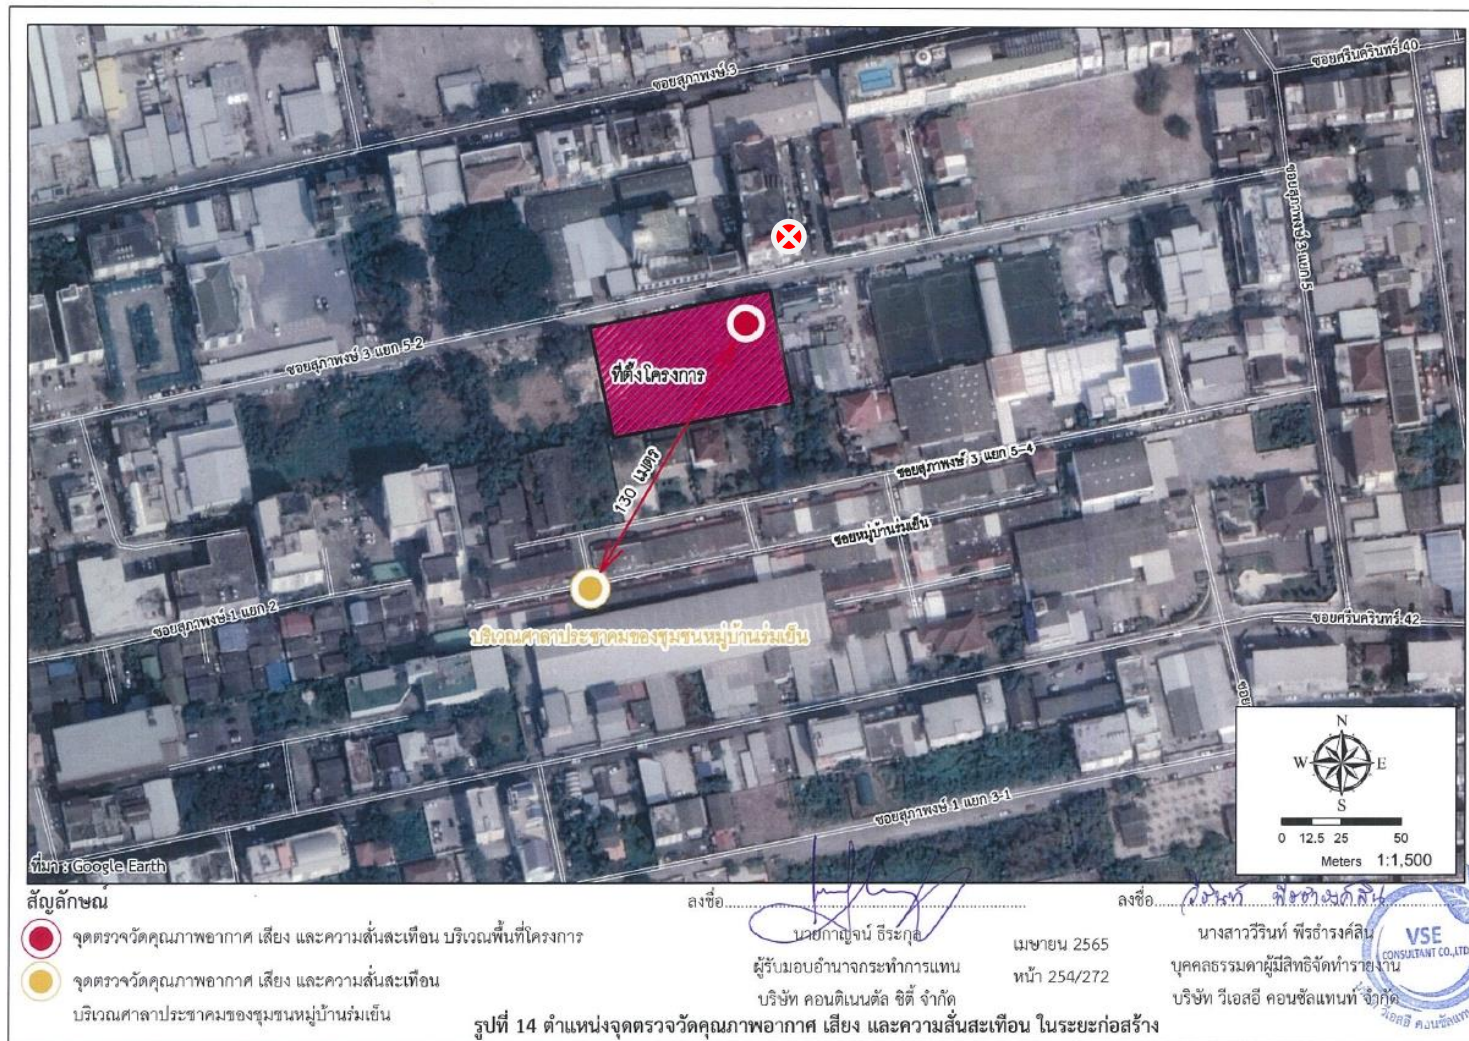 ซอยสุภาพงษ์ 3
ซอยศรีนครินทร์ 40
ซอยสุภาพงษ์ 3 แยก 5
ซอยสุภาพงษ์ 3 แยก 5-2
ที่ตั้งโครงการ
130 เมตร
ซอยสุภาพงษ์ 3 แยก 5-4
ซอยหมู่บ้านร่มเย็น
ซอยสุภาพงษ์ 1 แยก 2
บริเวณศาลาประชาคมของชุมชนหมู่บ้านร่มเย็น
ซอยศรีนครินทร์ 42
ซอย
ซอยสุภาพงษ์ 1 แยก 3-1
N
W E
S
0 12.5 25 50
Meters 1:1,500
ที่มา : Google Earth
สัญลักษณ์
จุดตรวจวัดคุณภาพอากาศ เสียง และความสั่นสะเทือน บริเวณพื้นที่โครงการ
จุดตรวจวัดคุณภาพอากาศ เสียง และความสั่นสะเทือน
บริเวณศาลาประชาคมของชุมชนหมู่บ้านร่มเย็น
ลงชื่อ
นายกาญจน์ ธีระกุล
ผู้รับมอบอำนาจกระทำการแทน
บริษัท คอนติเนนตัล ซิตี้ จำกัด
เมษายน 2565
หน้า 254/272
ลงชื่อ
นางสาววีรินท์ พีรธำรงค์สิน
บุคคลธรรมดาผู้มีสิทธิจัดทำรายงาน
บริษัท วีเอสอี คอนซัลแทนท์ จำกัด
VSE
CONSULTANT CO.,LTD
รูปที่ 14 ตำแหน่งจุดตรวจวัดคุณภาพอากาศ เสียง และความสั่นสะเทือน ในระยะก่อสร้าง